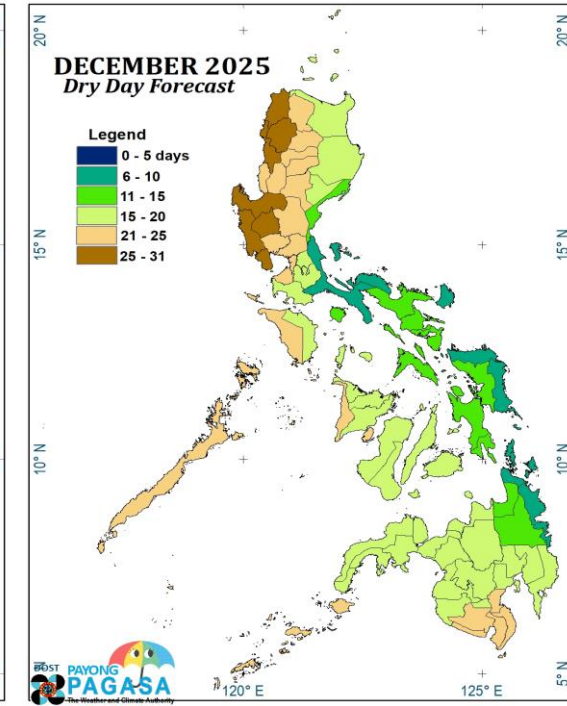 20° N
20° N
DECEMBER 2025
Dry Day Forecast
Legend
0 - 5 days
6 - 10
11 - 15
15 - 20
21 - 25
25 - 31
15° N
15° N
10° N
10° N
5° N
5° N
DOST
PAYONG
PAGASA
The Weather and Climate Authority
120° E
125° E